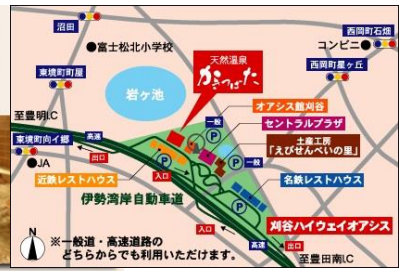 沼田
富士松北小学校
西岡町石畑
コンビニ
西岡町星ヶ丘
天然温泉
かきつばた
東境町町屋
岩ヶ池
至豊明I.C
オアシス館刈谷
一般
セントラルプラザ
P
東境町向イ郷
高速
土産工房
「えびせんべいの里」
JA
出口
P
P
一般
近鉄レストハウス
入口
名鉄レストハウス
伊勢湾岸自動車道
P
刈谷ハイウェイオアシス
N
入口
※一般道・高速道路の
どちらからでも利用いただけます。
高速
出口
至豊田南I.C